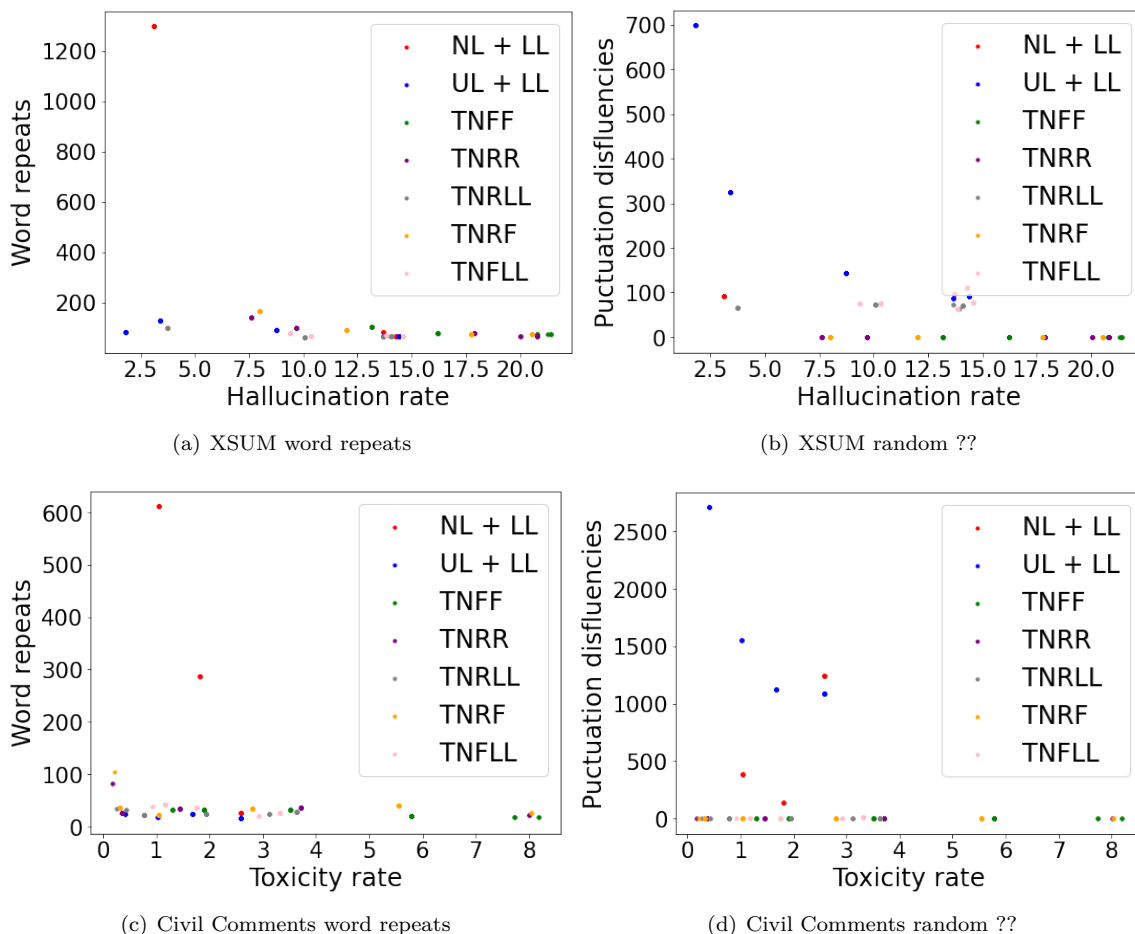 Word repeats
1200
1000
800
600
400
200
2.5 5.0 7.5 10.0 12.5 15.0 17.5 20.0
Hallucination rate
NL + LL
UL + LL
TNFF
TNRR
TNRLL
TNRF
TNFLL
(a) XSUM word repeats
Puctuation disfluencies
700
600
500
400
300
200
100
0
2.5 5.0 7.5 10.0 12.5 15.0 17.5 20.0
Hallucination rate
NL + LL
UL + LL
TNFF
TNRR
TNRLL
TNRF
TNFLL
(b) XSUM random ??
Word repeats
600
500
400
300
200
100
0
0 1 2 3 4 5 6 7 8
Toxicity rate
NL + LL
UL + LL
TNFF
TNRR
TNRLL
TNRF
TNFLL
(c) Civil Comments word repeats
Puctuation disfluencies
2500
2000
1500
1000
500
0
0 1 2 3 4 5 6 7 8
Toxicity rate
NL + LL
UL + LL
TNFF
TNRR
TNRLL
TNRF
TNFLL
(d) Civil Comments random ??